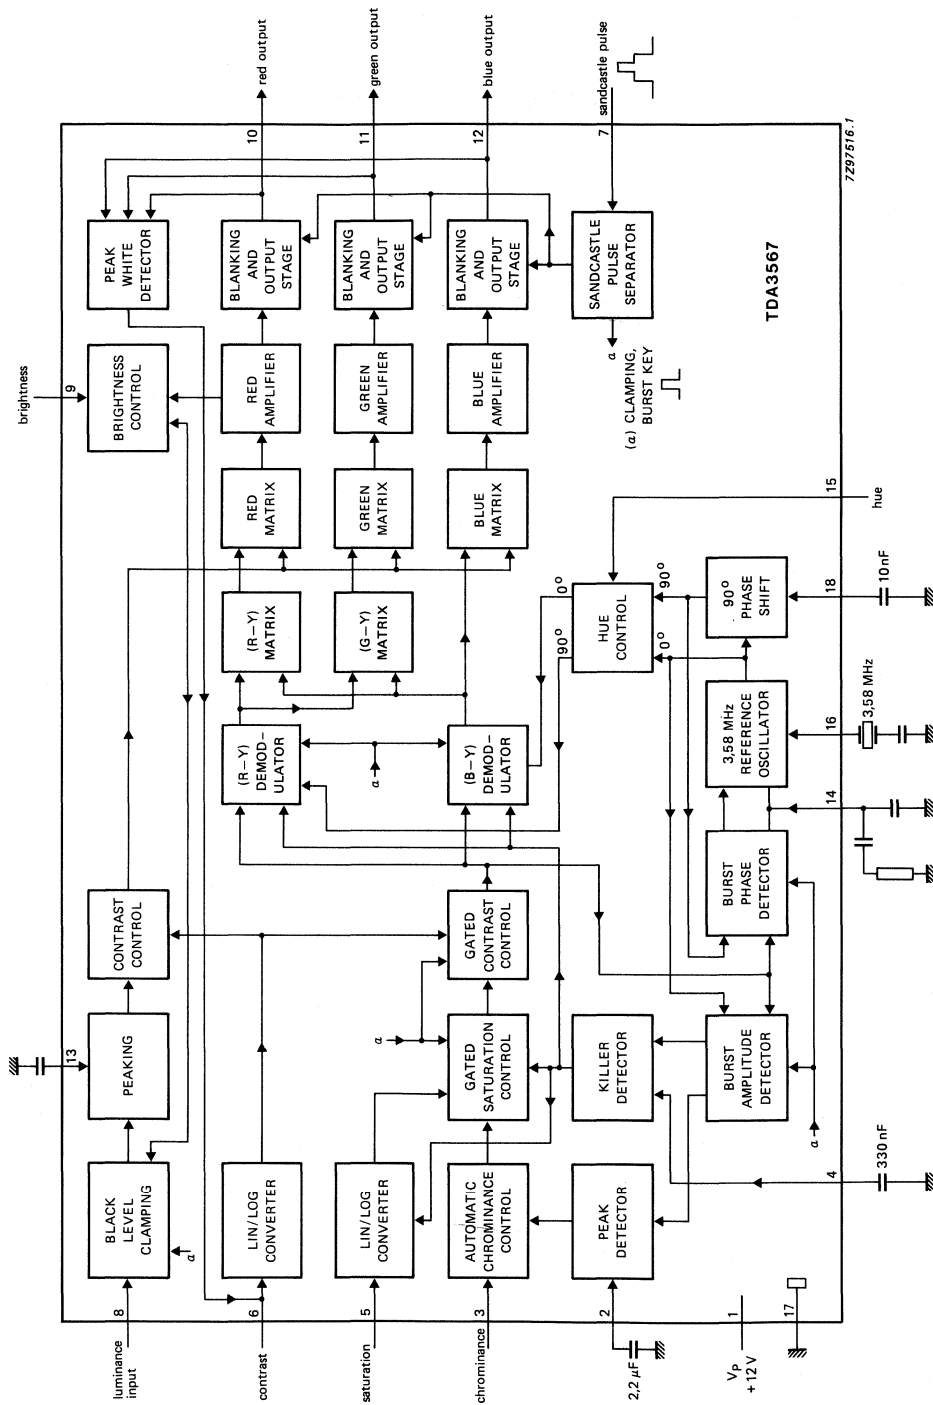 luminance
input
8
BLACK
LEVEL
CLAMPING
a
13
PEAKING
CONTRAST
CONTROL
brightness
9
BRIGHTNESS
CONTROL
PEAK
WHITE
DETECTOR
contrast
6
LIN/LOG
CONVERTER
(R–Y)
DEMOD–
ULATOR
(R–Y)
MATRIX
RED
MATRIX
RED
AMPLIFIER
BLANKING
AND
OUTPUT
STAGE
10
red output
saturation
5
LIN/LOG
CONVERTER
a
a
(G–Y)
MATRIX
GREEN
MATRIX
GREEN
AMPLIFIER
BLANKING
AND
OUTPUT
STAGE
11
green output
chrominance
3
AUTOMATIC
CHROMINANCE
CONTROL
GATED
SATURATION
CONTROL
GATED
CONTRAST
CONTROL
(B–Y)
DEMOD–
ULATOR
BLUE
MATRIX
BLUE
AMPLIFIER
BLANKING
AND
OUTPUT
STAGE
12
blue output
2,2 µF
2
PEAK
DETECTOR
KILLER
DETECTOR
90°
0°
HUE
CONTROL
0°
90°
a
(a) CLAMPING,
BURST KEY
SANDCASTLE
PULSE
SEPARATOR
7
sandcastle pulse
BURST
AMPLITUDE
DETECTOR
BURST
PHASE
DETECTOR
3,58 MHz
REFERENCE
OSCILLATOR
90°
PHASE
SHIFT
TDA3567
VP
+12 V
1
17
a
4
330 nF
14
16
3,58 MHz
18
10 nF
15
hue
7Z97516.1